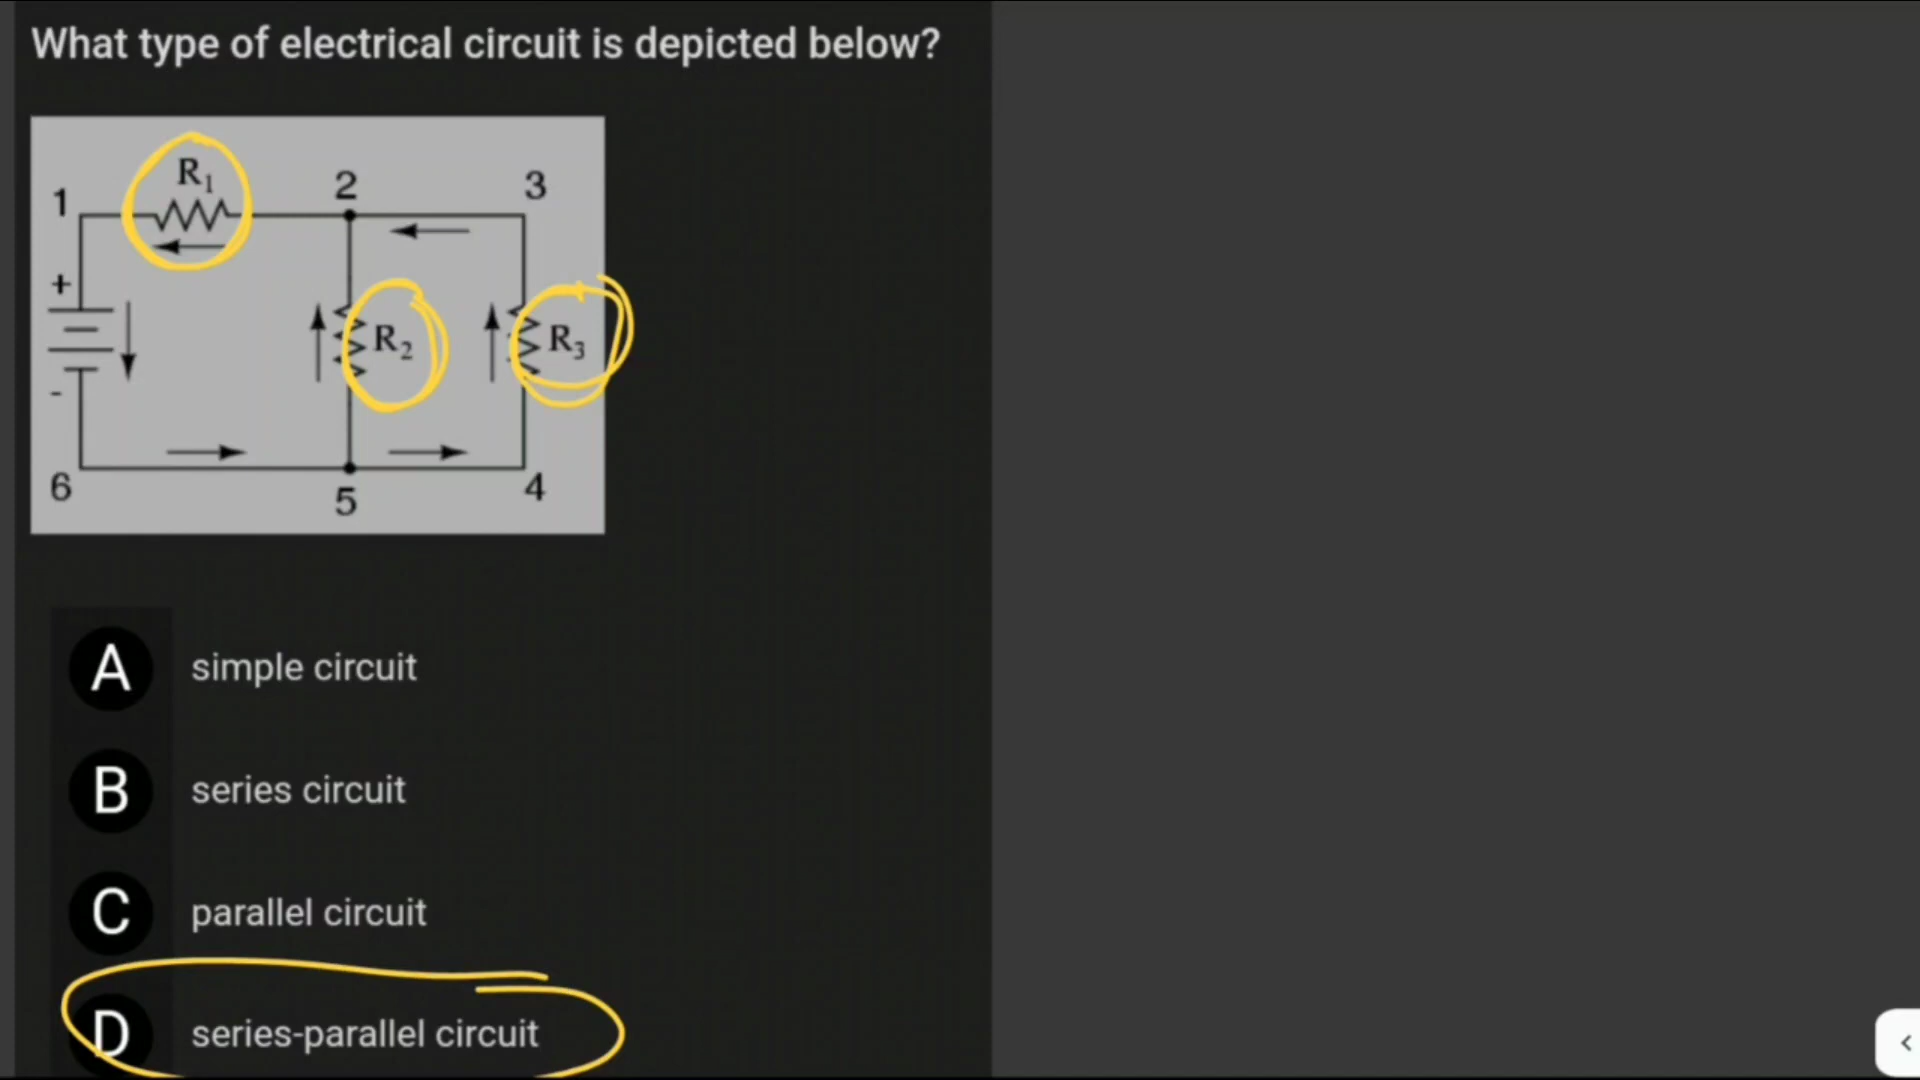 What type of electrical circuit is depicted below?
R1
1
2
3
+
R2
R3
-
6
5
4
A simple circuit
B series circuit
C parallel circuit
D series-parallel circuit
<